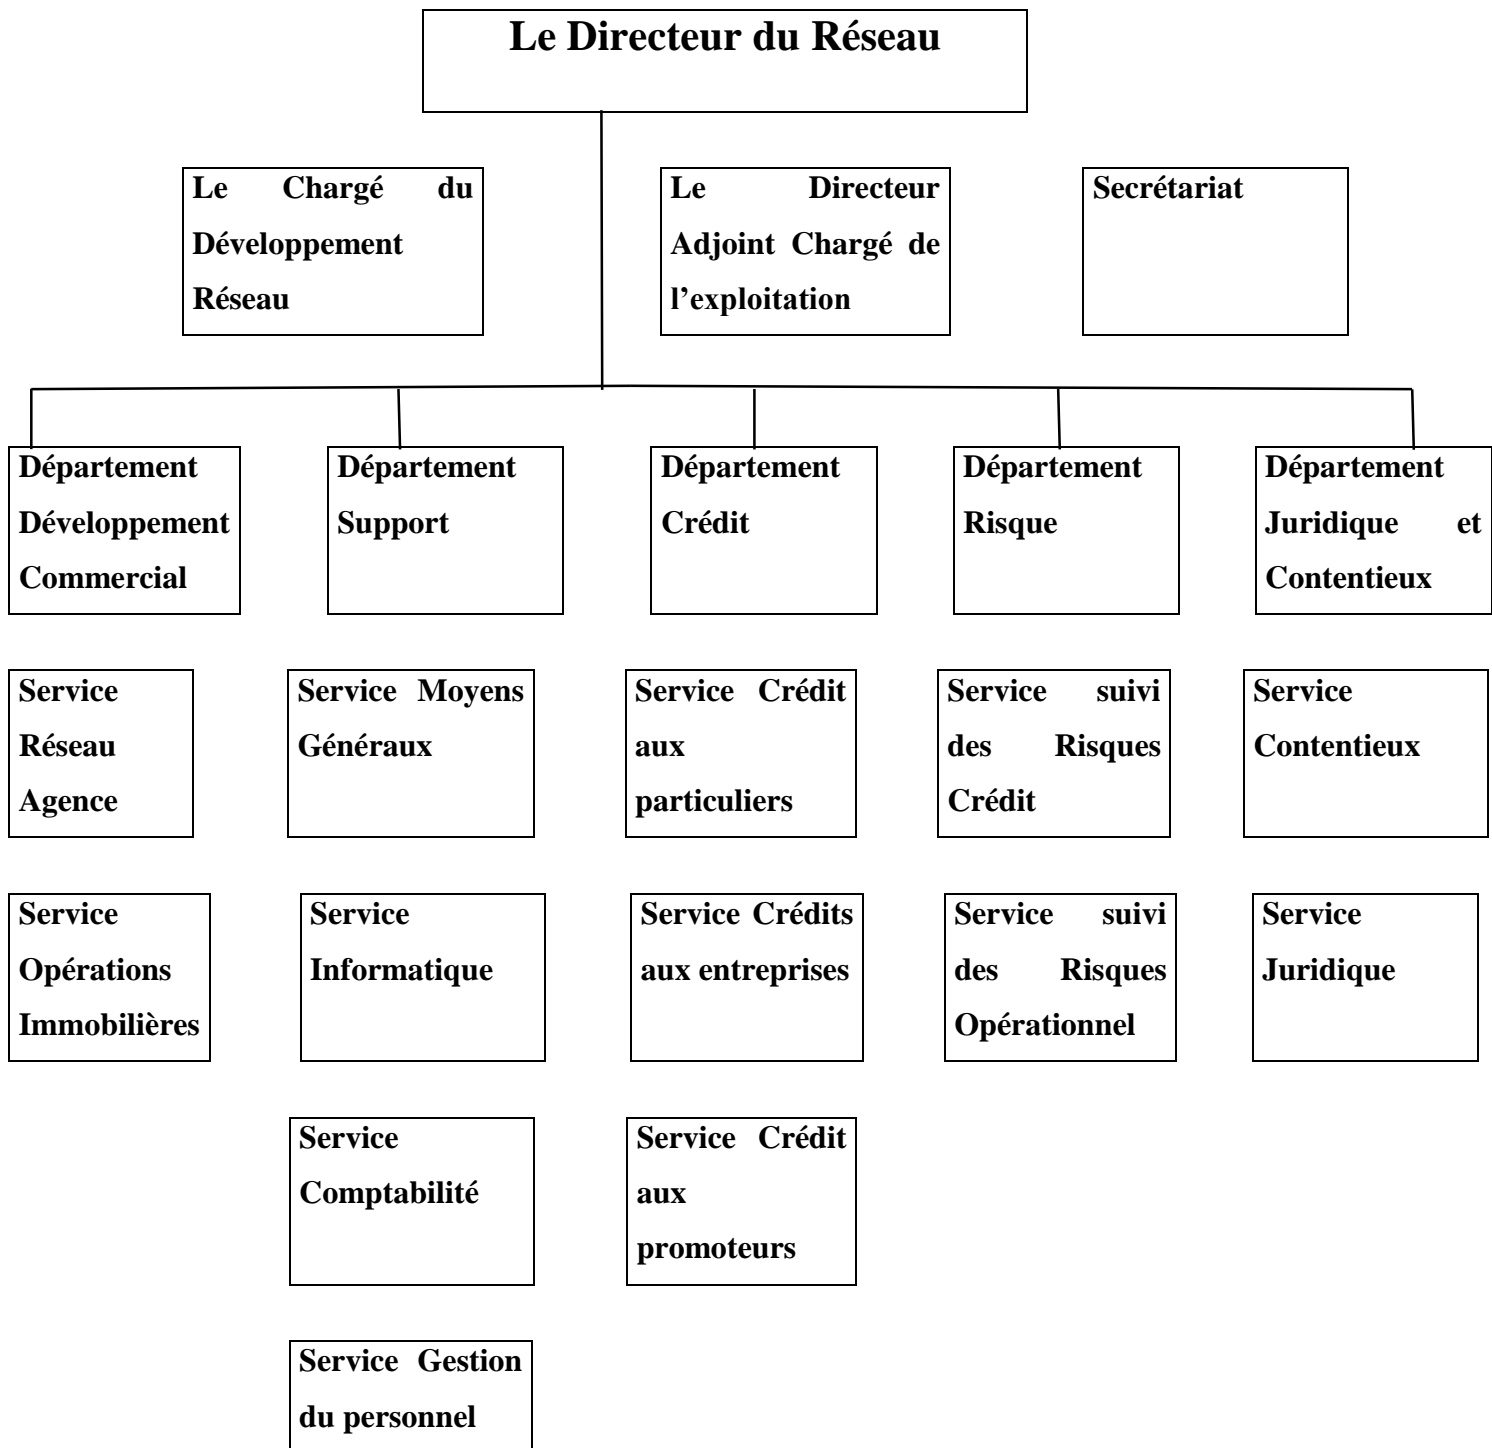 Le Directeur du Réseau
Le Chargé du
Développement
Réseau
Le Directeur
Adjoint Chargé de
l’exploitation
Secrétariat
Département
Développement
Commercial
Département
Support
Département
Crédit
Département
Risque
Département
Juridique et
Contentieux
Service
Réseau
Agence
Service Moyens
Généraux
Service Crédit
aux
particuliers
Service suivi
des Risques
Crédit
Service
Contentieux
Service
Opérations
Immobilières
Service
Informatique
Service Crédits
aux entreprises
Service suivi
des Risques
Opérationnel
Service
Juridique
Service
Comptabilité
Service Crédit
aux
promoteurs
Service Gestion
du personnel